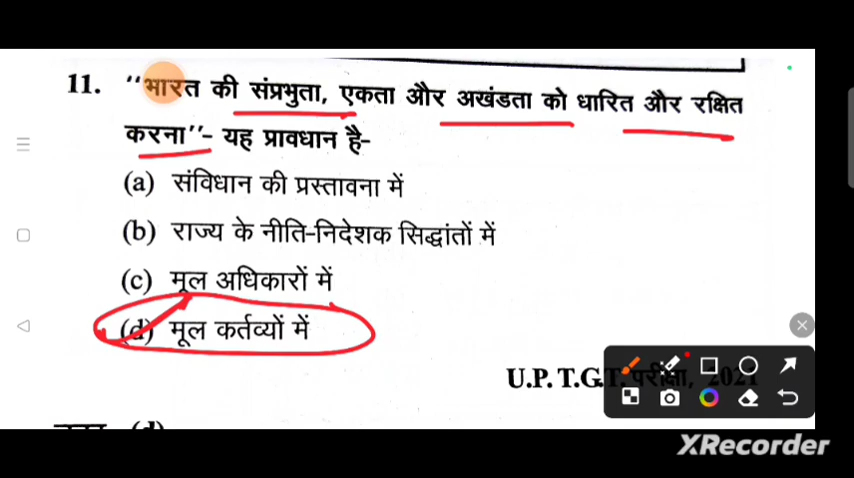 11. ‘‘भारत की संप्रभुता, एकता और अखंडता को धारित और रक्षित
करना’’- यह प्रावधान है-
(a) संविधान की प्रस्तावना में
(b) राज्य के नीति-निदेशक सिद्धांतों में
(c) मूल अधिकारों में
(d) मूल कर्तव्यों में
U.P. T.G.T. परीक्षा, 2021
XRecorder